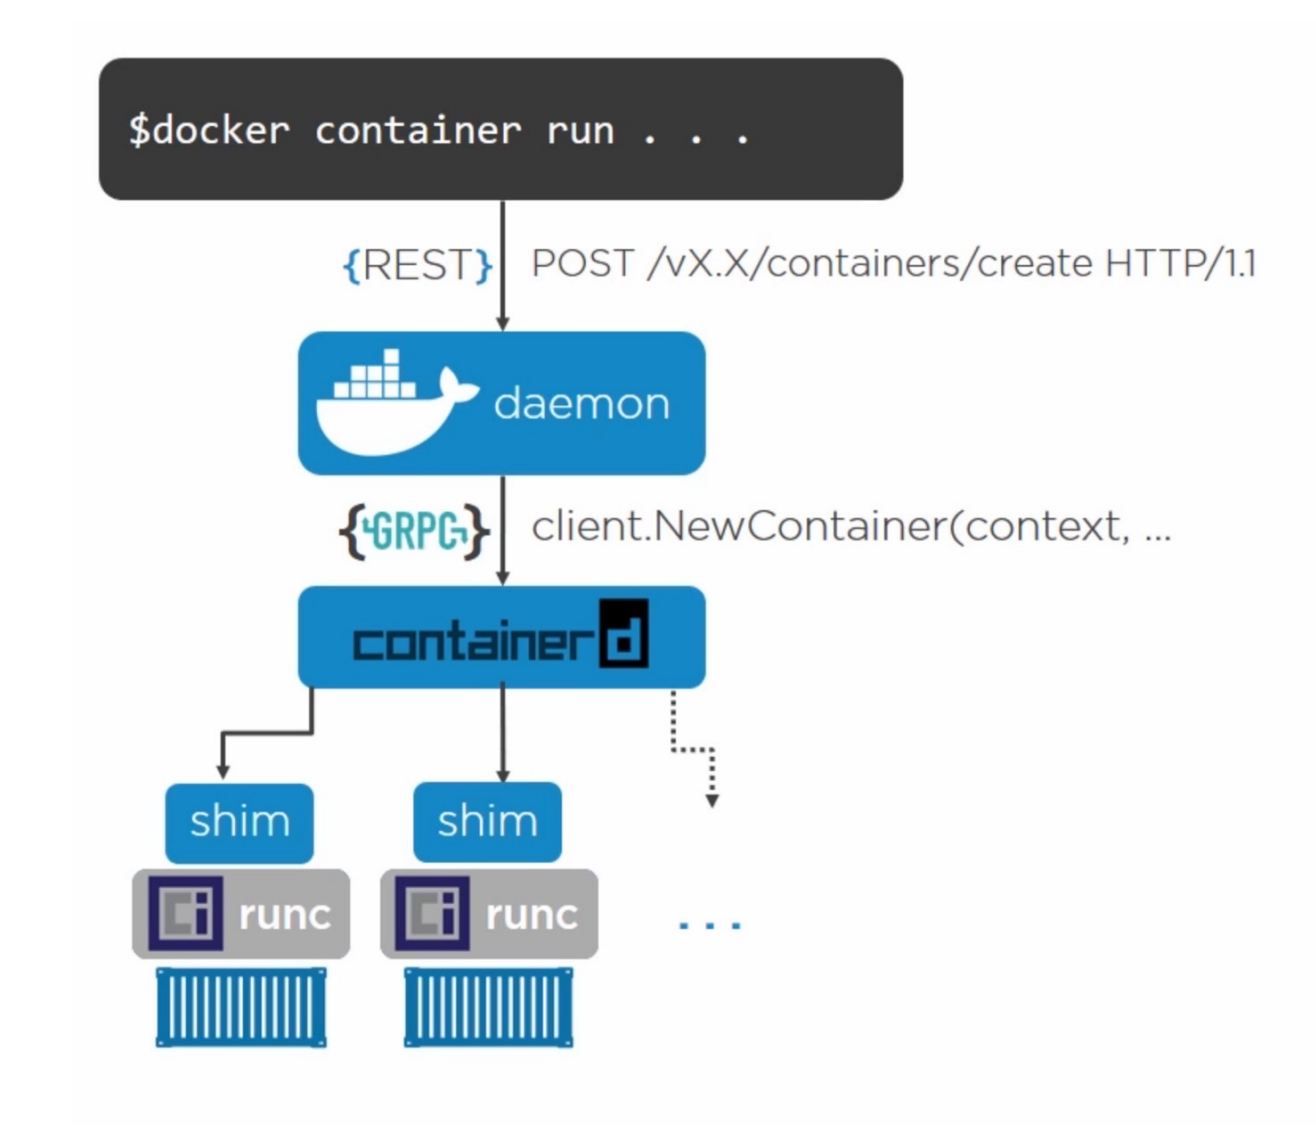 $docker container run . . .
{REST} POST /vX.X/containers/create HTTP/1.1
daemon
{GRPC} client.NewContainer(context, ...
containerd
shim shim
runc runc
...